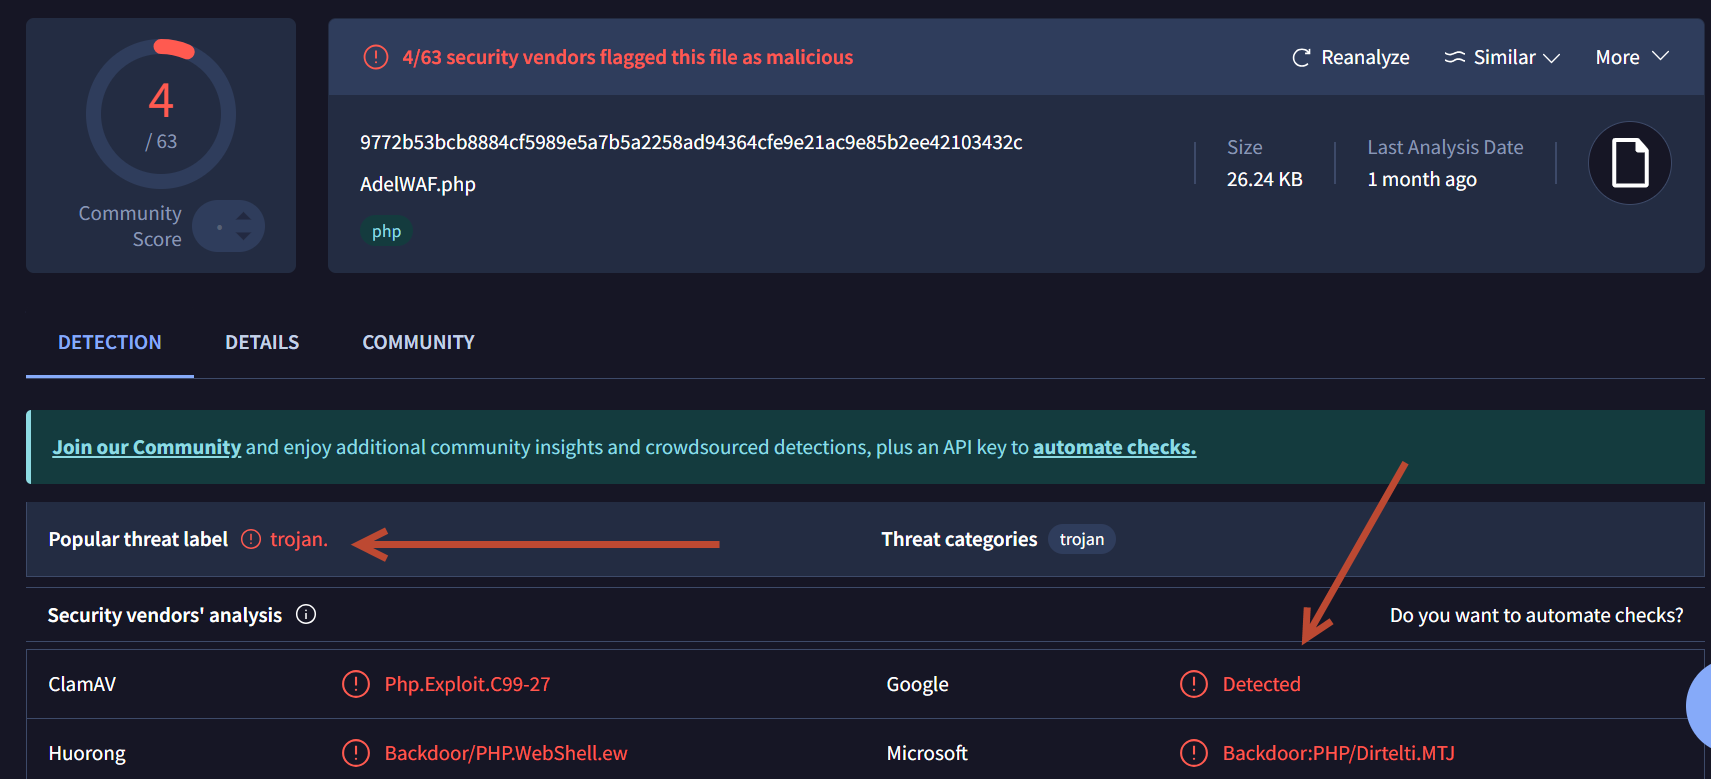 4
/ 63
Community
Score
4/63 security vendors flagged this file as malicious
Reanalyze
Similar
More
9772b53bcb8884cf5989e5a7b5a2258ad94364cfe9e21ac9e85b2ee42103432c
AdelWAF.php
php
Size
26.24 KB
Last Analysis Date
1 month ago
DETECTION
DETAILS
COMMUNITY
Join our Community and enjoy additional community insights and crowdsourced detections, plus an API key to automate checks.
Popular threat label trojan.
Threat categories trojan
Security vendors' analysis
Do you want to automate checks?
ClamAV
Php.Exploit.C99-27
Google
Detected
Huorong
Backdoor/PHP.WebShell.ew
Microsoft
Backdoor:PHP/Dirtelti.MTJ